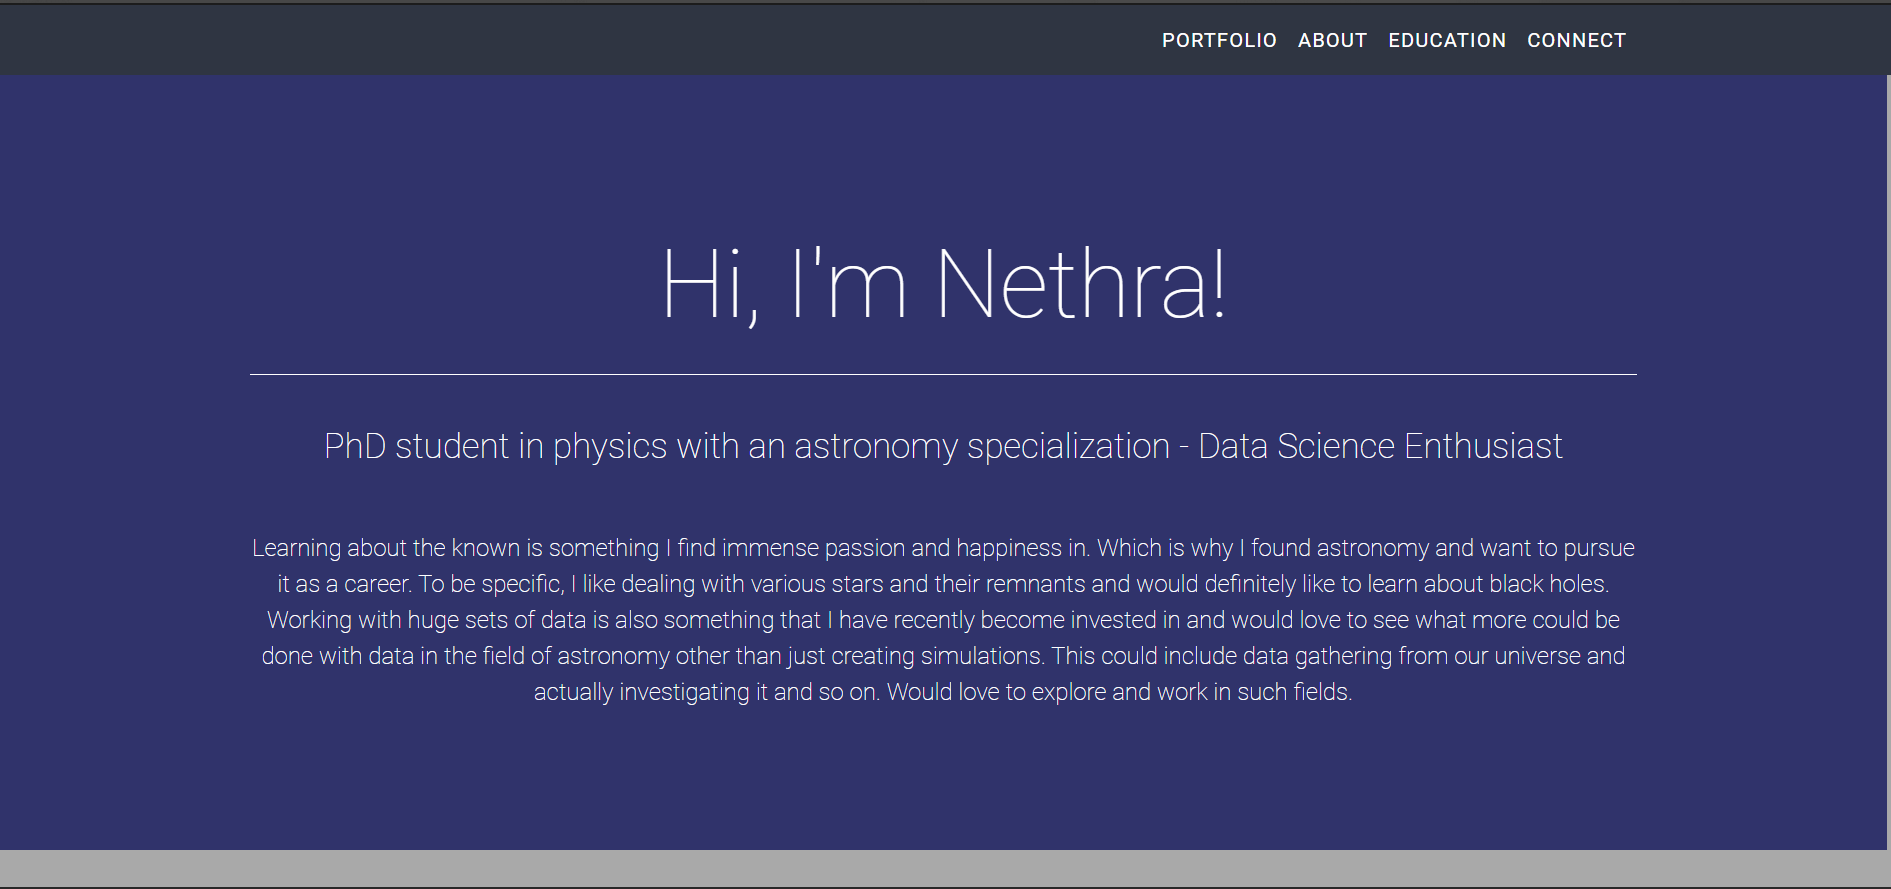 PORTFOLIO ABOUT EDUCATION CONNECT
Hi, I'm Nethra!
PhD student in physics with an astronomy specialization - Data Science Enthusiast
Learning about the known is something I find immense passion and happiness in. Which is why I found astronomy and want to pursue
it as a career. To be specific, I like dealing with various stars and their remnants and would definitely like to learn about black holes.
Working with huge sets of data is also something that I have recently become invested in and would love to see what more could be
done with data in the field of astronomy other than just creating simulations. This could include data gathering from our universe and
actually investigating it and so on. Would love to explore and work in such fields.